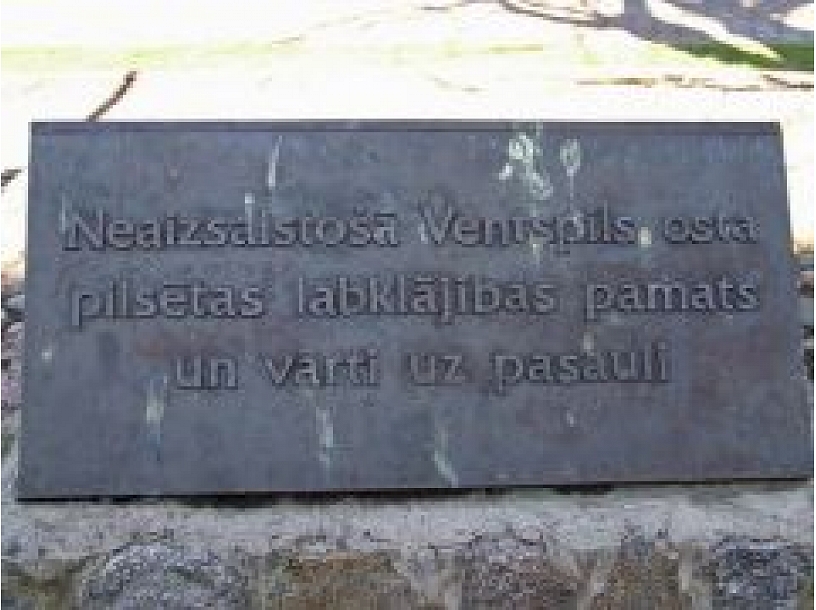 Neaizsalstošā Ventspils osta
pilsētas labklājības pamats
un vārti uz pasauli